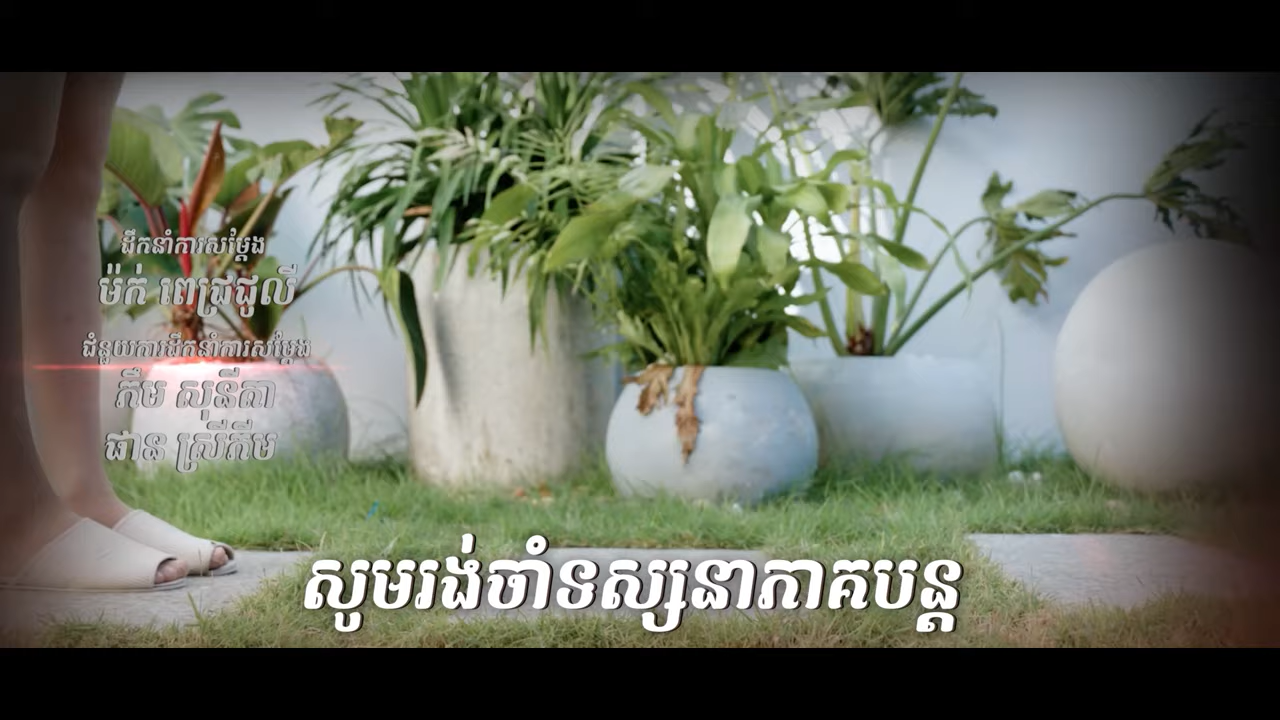 ដឹកនាំការសម្តែង
ម៉ក់ ពេជ្រជូលី
ជំនួយការដឹកនាំការសម្តែង
ភឹម សុនីតា
ផាន ស្រីតីម
សូមរង់ចាំទស្សនាភាគបន្ត